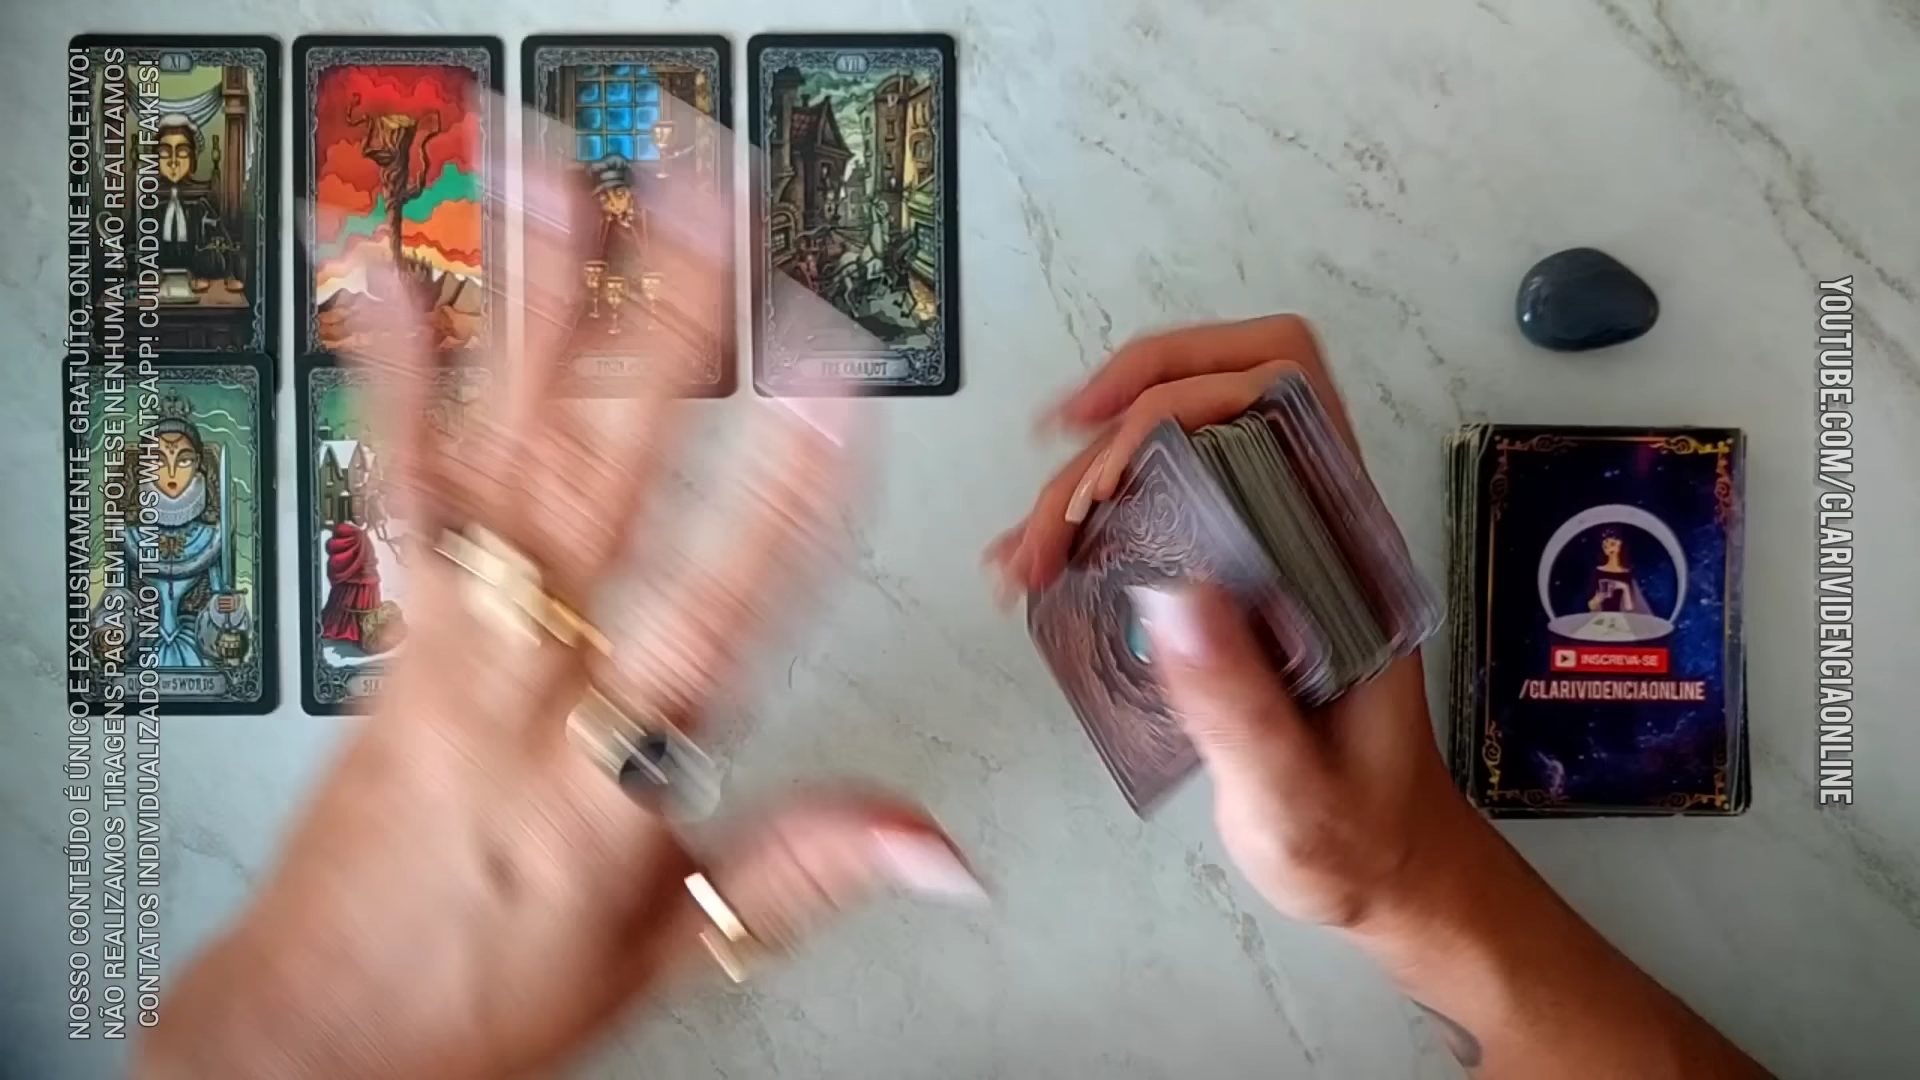 NOSSO CONTEÚDO É ÚNICO E EXCLUSIVAMENTE GRATUÍTO, ONLINE E COLETIVO!
NÃO REALIZAMOS TIRAGENS PAGAS EM HIPÓTESE NENHUMA! NÃO REALIZAMOS
CONTATOS INDIVIDUALIZADOS! NÃO TEMOS WHATSAPP! CUIDADO COM FAKES!
XI
VII
THE CHARIOT
QUEEN OF SWORDS
INSCREVA-SE
/CLARIVIDENCIAONLINE
YOUTUBE.COM/CLARIVIDENCIAONLINE